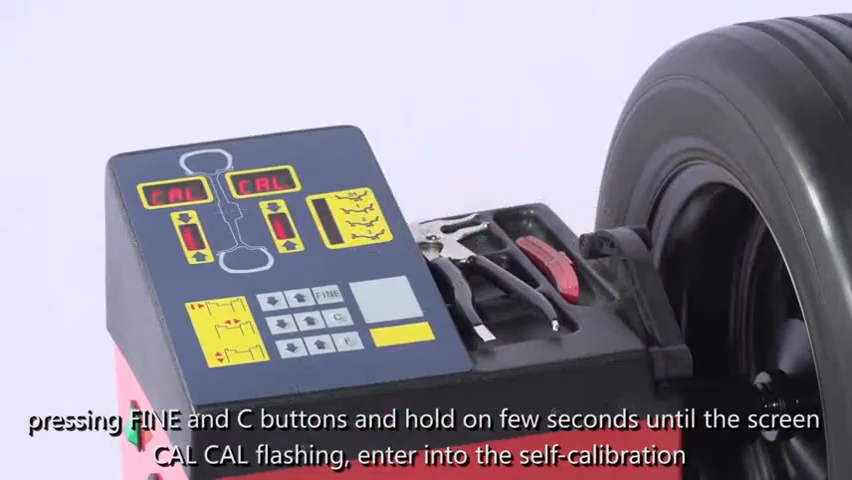 CAL CAL
FINE
C
pressing FINE and C buttons and hold on few seconds until the screen
CAL CAL flashing, enter into the self-calibration